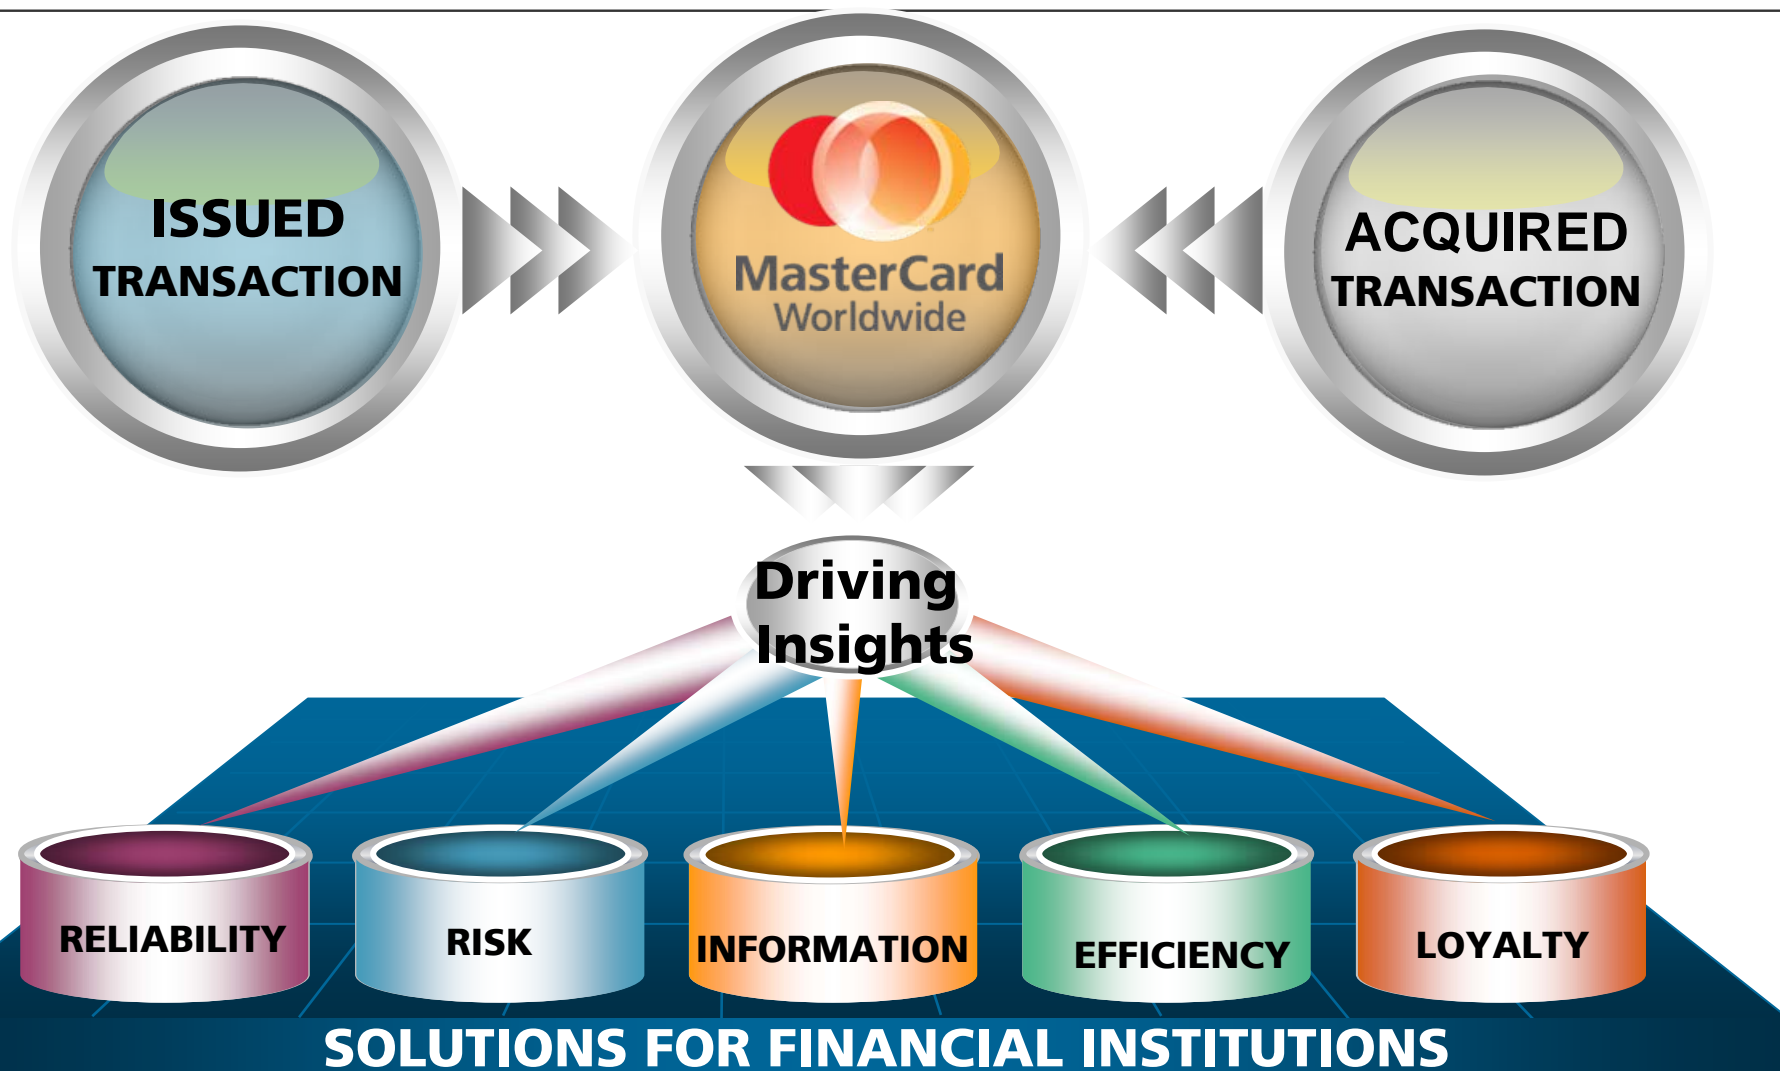 ISSUED
TRANSACTION
MasterCard
Worldwide
ACQUIRED
TRANSACTION
Driving
Insights
RELIABILITY
RISK
INFORMATION
EFFICIENCY
LOYALTY
SOLUTIONS FOR FINANCIAL INSTITUTIONS